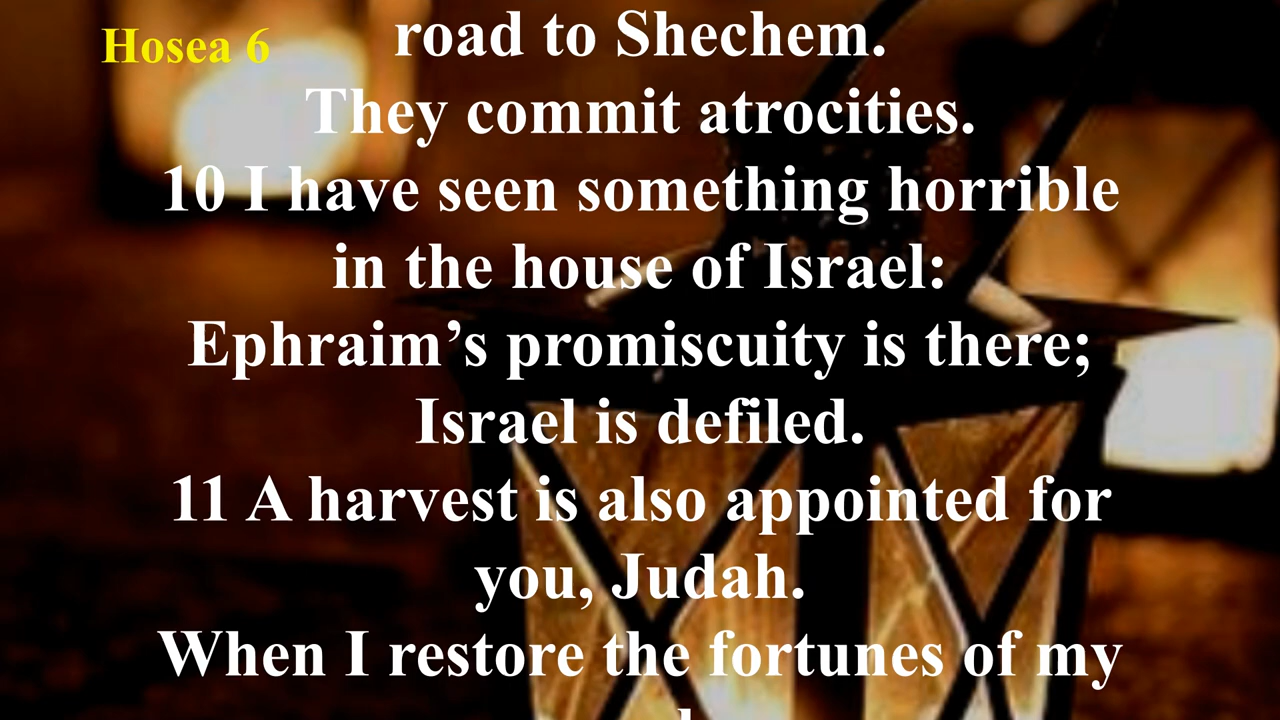 Hosea 6
road to Shechem.
They commit atrocities.
10 I have seen something horrible
in the house of Israel:
Ephraim’s promiscuity is there;
Israel is defiled.
11 A harvest is also appointed for
you, Judah.
When I restore the fortunes of my